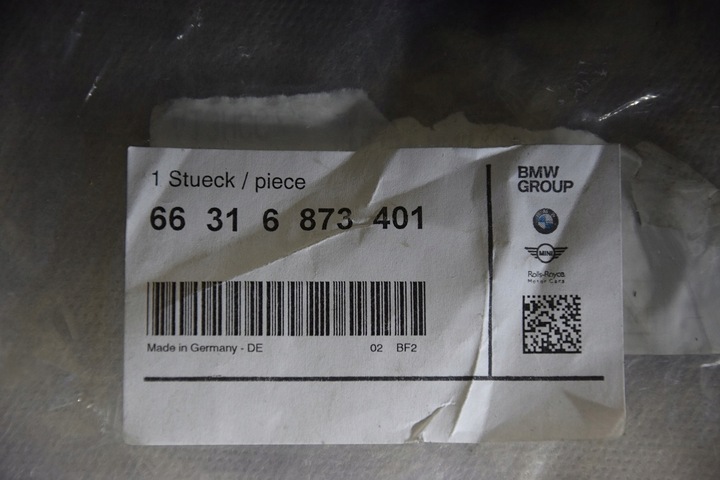 1 Stueck / piece
66 31 6 873 401
Made in Germany - DE
02 BF2
BMW
GROUP
MINI
Rolls-Royce
Motor Cars